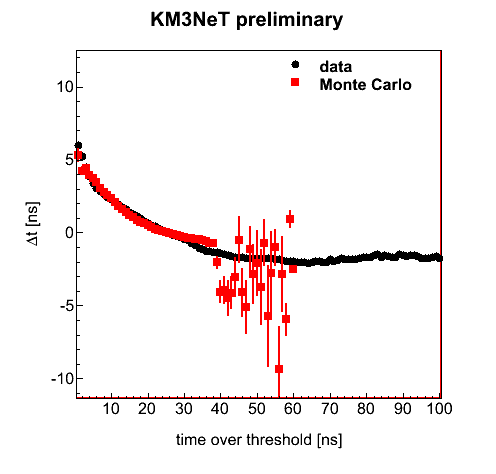 KM3NeT preliminary
data
Monte Carlo
Δt [ns]
10
5
0
-5
-10
10 20 30 40 50 60 70 80 90 100
time over threshold [ns]